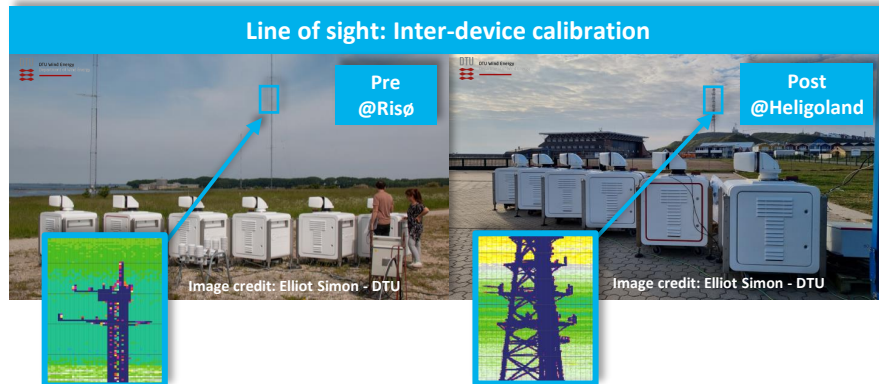 Line of sight: Inter-device calibration
DTU Wind Energy
Pre
@Risø
Image credit: Elliot Simon - DTU
DTU
DTU Wind Energy
Post
@Heligoland
Image credit: Elliot Simon - DTU